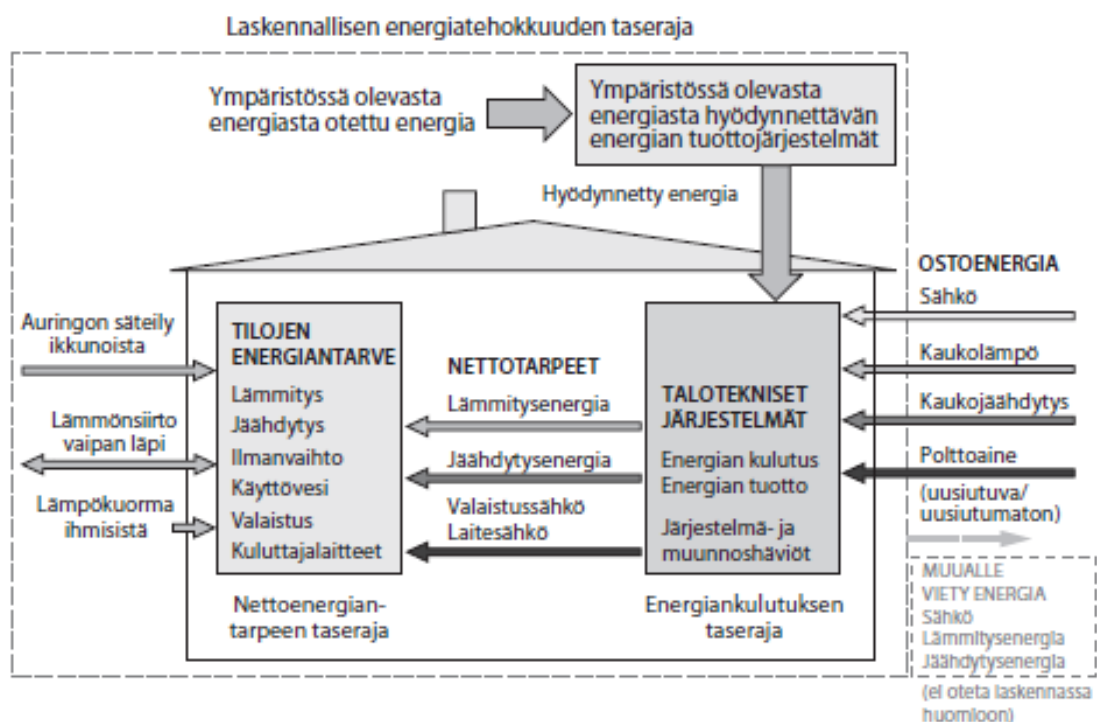 Laskennallisen energiatehokkuuden taseraja
Ympäristössä olevasta
energiasta otettu energia
Ympäristössä olevasta
energiasta hyödynnettävän
energian tuottojärjestelmät
Hyödynnetty energia
Auringon säteily
ikkunoista
Lämmönsiirto
vaipan läpi
Lämpökuorma
ihmisistä
TILOJEN
ENERGIANTARVE
Lämmitys
Jäähdytys
Ilmanvaihto
Käyttövesi
Valaistus
Kuluttajalaitteet
Nettoenergian-
tarpeen taseraja
NETTOTARPEET
Lämmitysenergia
Jäähdytysenergia
Valaistussähkö
Laitesähkö
TALOTEKNISET
JÄRJESTELMÄT
Energian kulutus
Energian tuotto
Järjestelmä- ja
muunnoshäviöt
Energiankulutuksen
taseraja
OSTOENERGIA
Sähkö
Kaukolämpö
Kaukojäähdytys
Polttoaine
(uusiutuva/
uusiutumaton)
MUUALLE
VIETY ENERGIA
Sähkö
Lämmitysenergia
Jäähdytysenergia
(ei oteta laskennassa
huomioon)